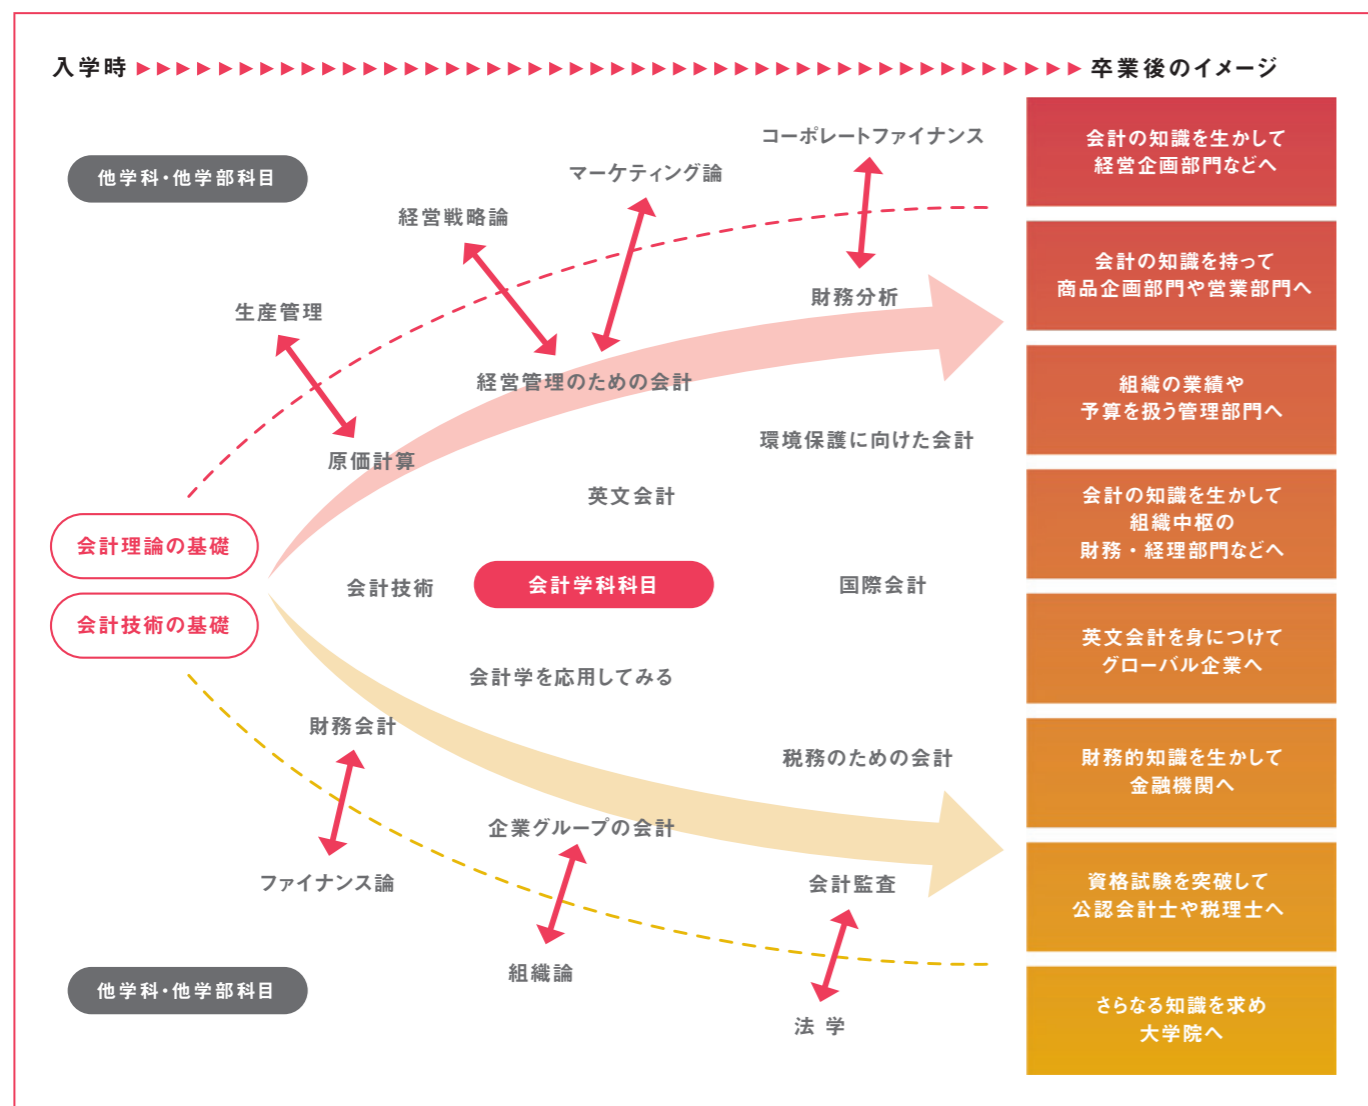 入学時
卒業後のイメージ
他学科・他学部科目
コーポレートファイナンス
マーケティング論
経営戦略論
生産管理
財務分析
経営管理のための会計
原価計算
環境保護に向けた会計
英文会計
会計理論の基礎
会計技術の基礎
会計技術
会計学科科目
国際会計
会計学を応用してみる
財務会計
税務のための会計
企業グループの会計
ファイナンス論
会計監査
組織論
法 学
他学科・他学部科目
会計の知識を生かして
経営企画部門などへ
会計の知識を持って
商品企画部門や営業部門へ
組織の業績や
予算を扱う管理部門へ
会計の知識を生かして
組織中枢の
財務・経理部門などへ
英文会計を身につけて
グローバル企業へ
財務的知識を生かして
金融機関へ
資格試験を突破して
公認会計士や税理士へ
さらなる知識を求め
大学院へ